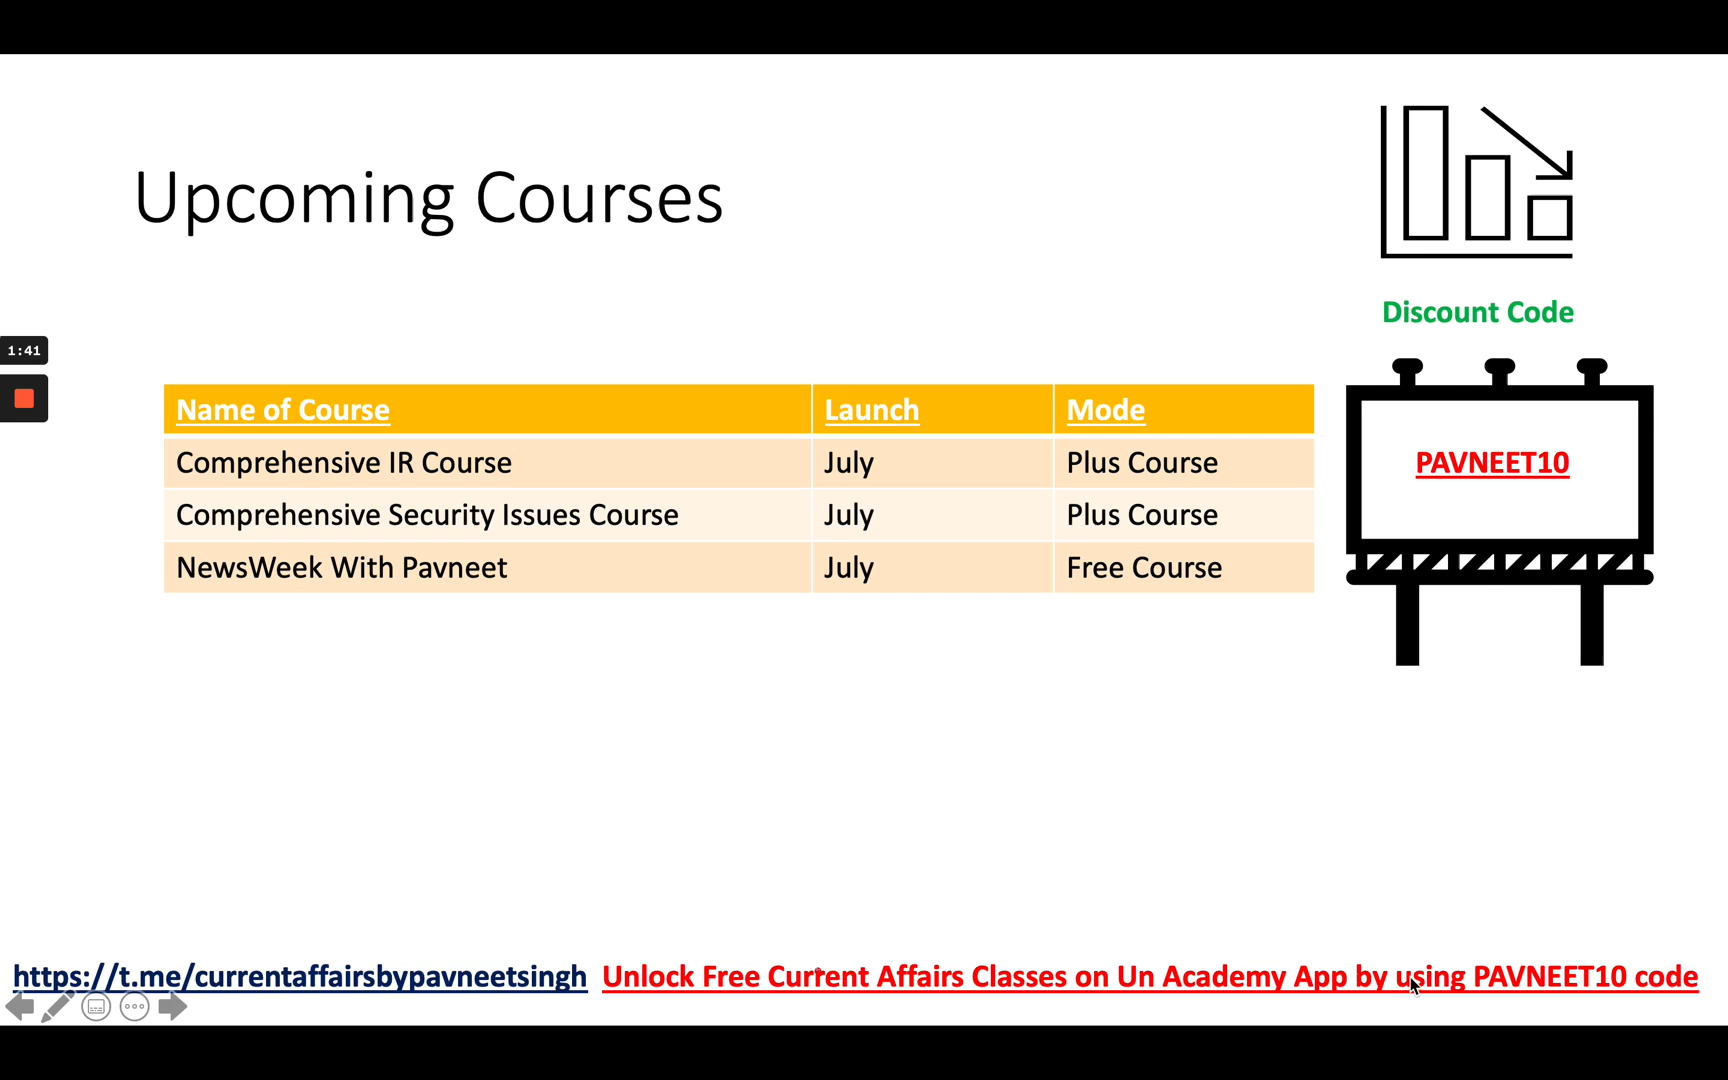 Upcoming Courses
Discount Code
1:41
Name of Course Launch Mode
Comprehensive IR Course July Plus Course
PAVNEET10
Comprehensive Security Issues Course July Plus Course
NewsWeek With Pavneet July Free Course
https://t.me/currentaffairsbypavneetsingh Unlock Free Current Affairs Classes on Un Academy App by using PAVNEET10 code